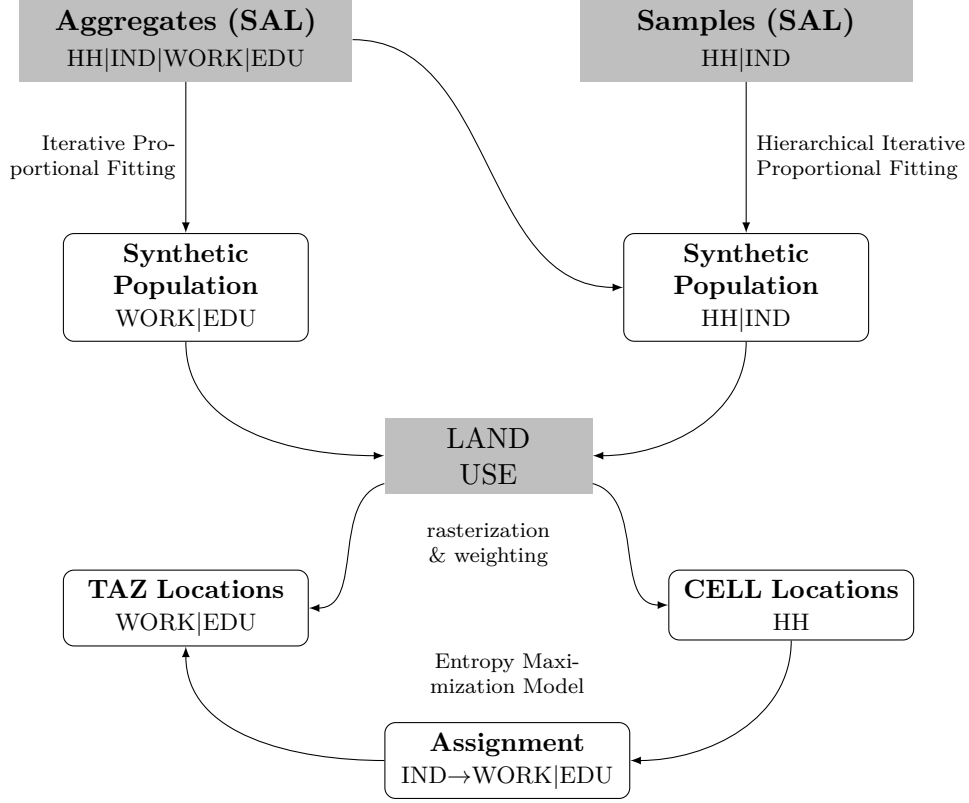 Aggregates (SAL)
HH|IND|WORK|EDU
Samples (SAL)
HH|IND
Iterative Pro-
portional Fitting
Hierarchical Iterative
Proportional Fitting
Synthetic
Population
WORK|EDU
Synthetic
Population
HH|IND
LAND
USE
rasterization
& weighting
TAZ Locations
WORK|EDU
CELL Locations
HH
Entropy Maxi-
mization Model
Assignment
IND→WORK|EDU